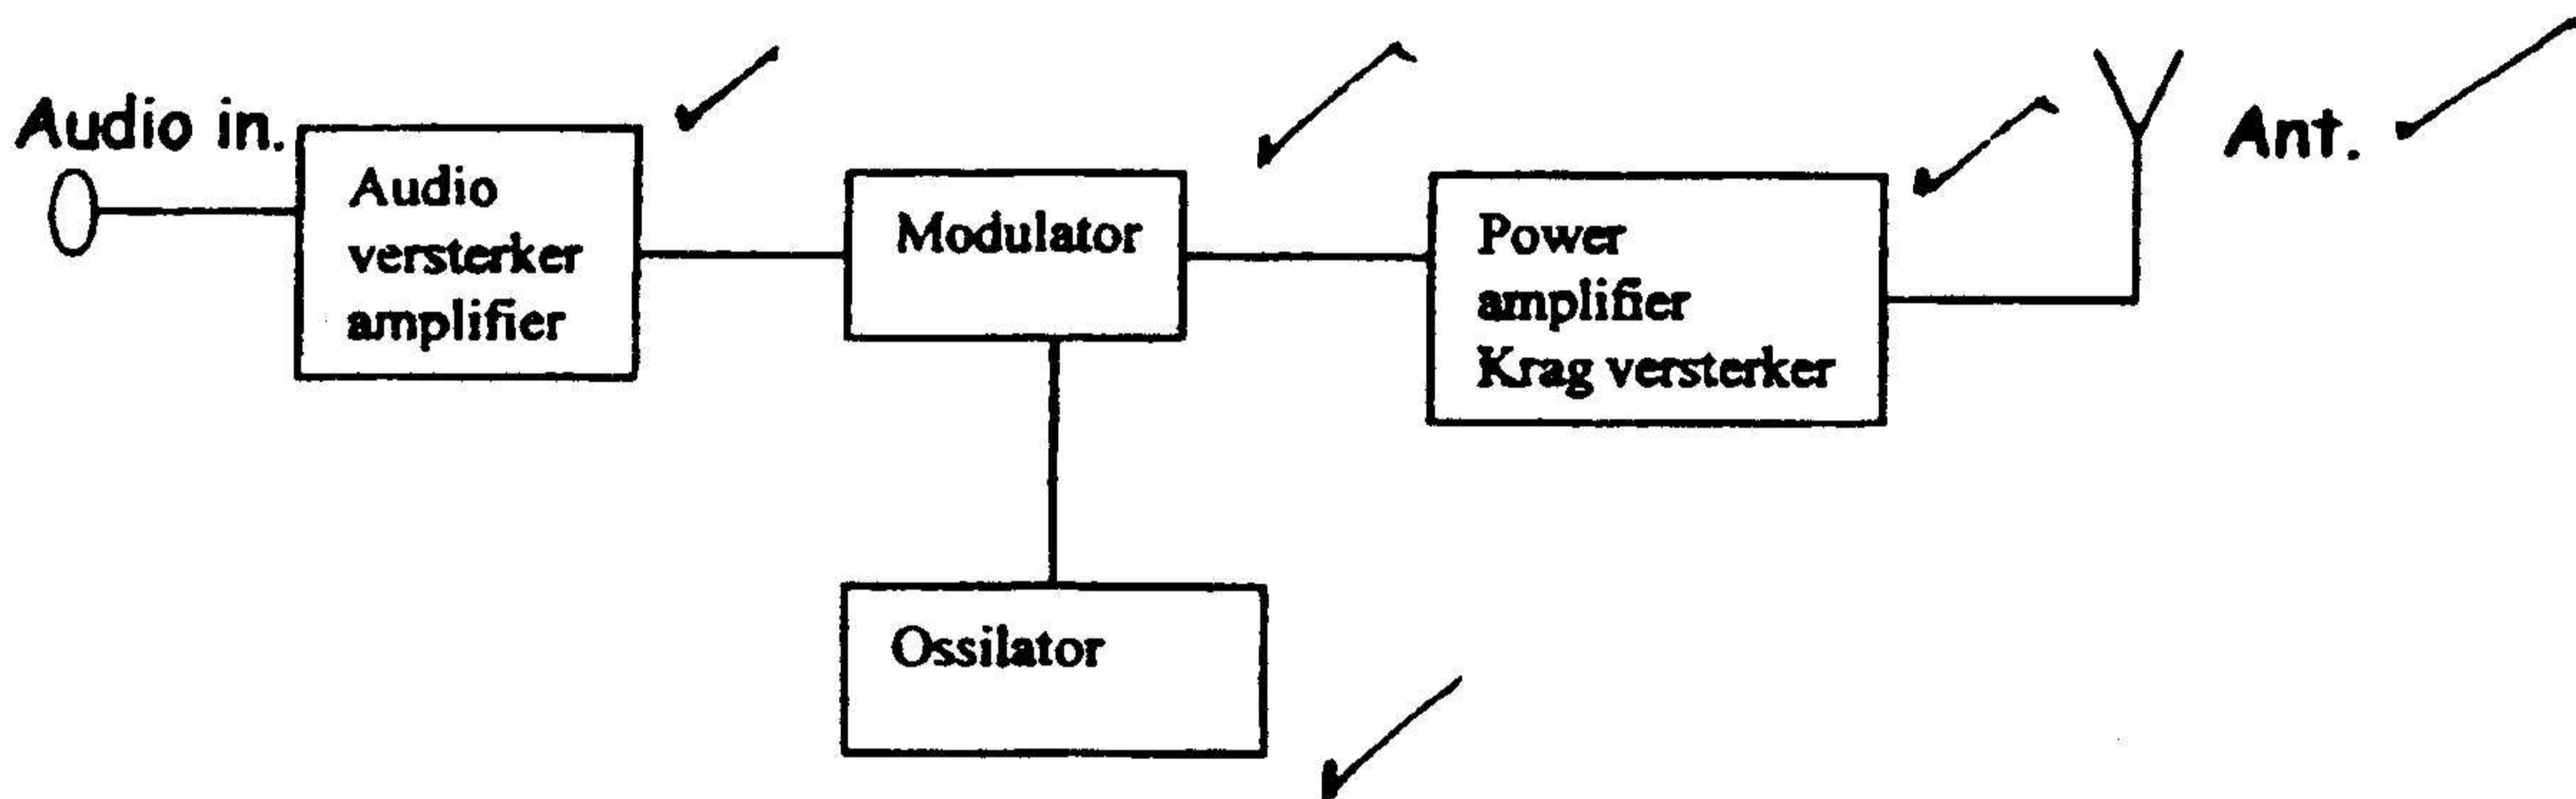 Audio in.
Audio
versterker
amplifier
Modulator
Power
amplifier
Krag versterker
Ant.
Ossilator